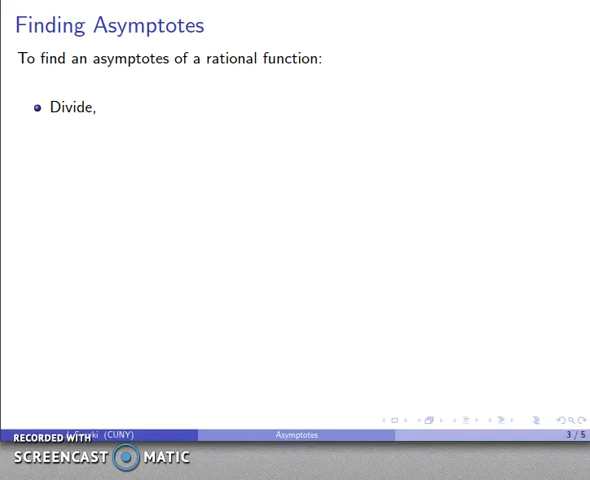 Finding Asymptotes
To find an asymptotes of a rational function:
Divide,
(CUNY)
Asymptotes
3 / 5
RECORDED WITH
SCREENCAST MATIC